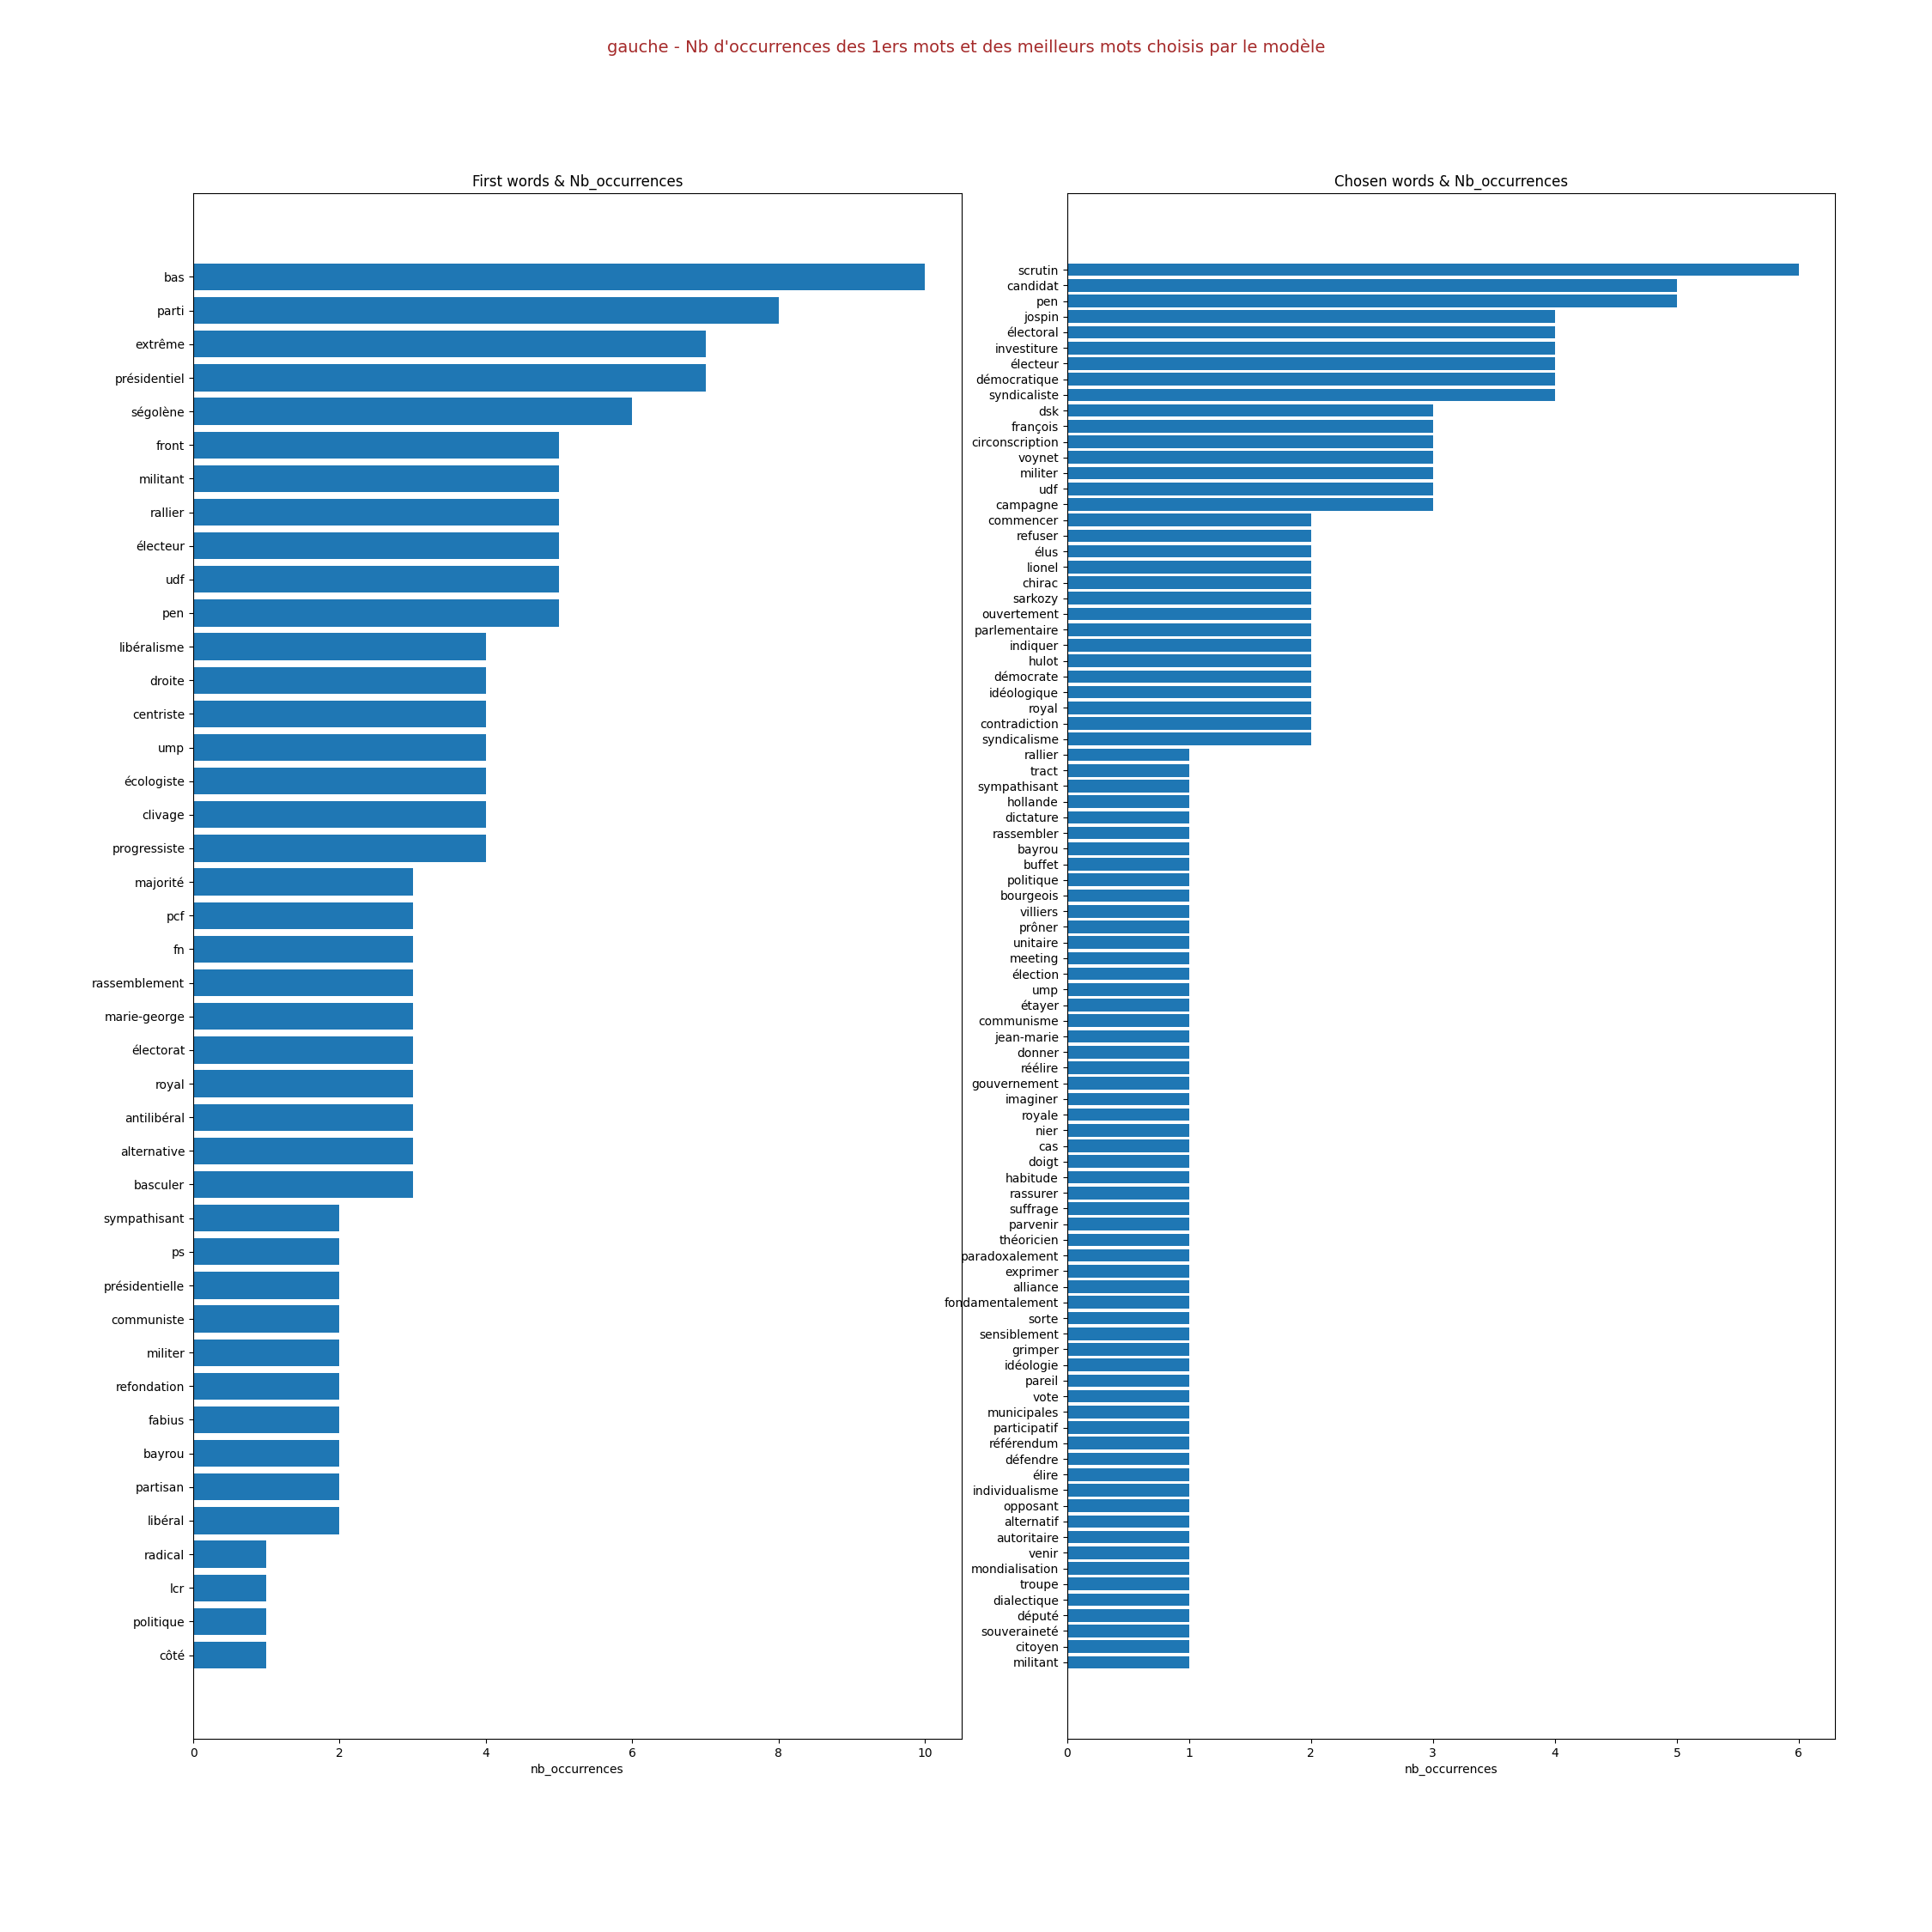 gauche - Nb d'occurrences des 1ers mots et des meilleurs mots choisis par le modèle
First words & Nb_occurrences
bas
parti
extrême
présidentiel
ségolène
front
militant
rallier
électeur
udf
pen
libéralisme
droite
centriste
ump
écologiste
clivage
progressiste
majorité
pcf
fn
rassemblement
marie-george
électorat
royal
antilibéral
alternative
basculer
sympathisant
ps
présidentielle
communiste
militer
refondation
fabius
bayrou
partisan
libéral
radical
lcr
politique
côté
0 2 4 6 8 10
nb_occurrences
Chosen words & Nb_occurrences
scrutin
candidat
pen
jospin
électoral
investiture
électeur
démocratique
syndicaliste
dsk
françois
circonscription
voynet
militer
udf
campagne
commencer
refuser
élus
lionel
chirac
sarkozy
ouvertement
parlementaire
indiquer
hulot
démocrate
idéologique
royal
contradiction
syndicalisme
rallier
tract
sympathisant
hollande
dictature
rassembler
bayrou
buffet
politique
bourgeois
villiers
prôner
unitaire
meeting
élection
ump
étayer
communisme
jean-marie
donner
réélire
gouvernement
imaginer
royale
nier
cas
doigt
habitude
rassurer
suffrage
parvenir
théoricien
paradoxalement
exprimer
alliance
fondamentalement
sorte
sensiblement
grimper
idéologie
pareil
vote
municipales
participatif
référendum
défendre
élire
individualisme
opposant
alternatif
autoritaire
venir
mondialisation
troupe
dialectique
député
souveraineté
citoyen
militant
0 1 2 3 4 5 6
nb_occurrences